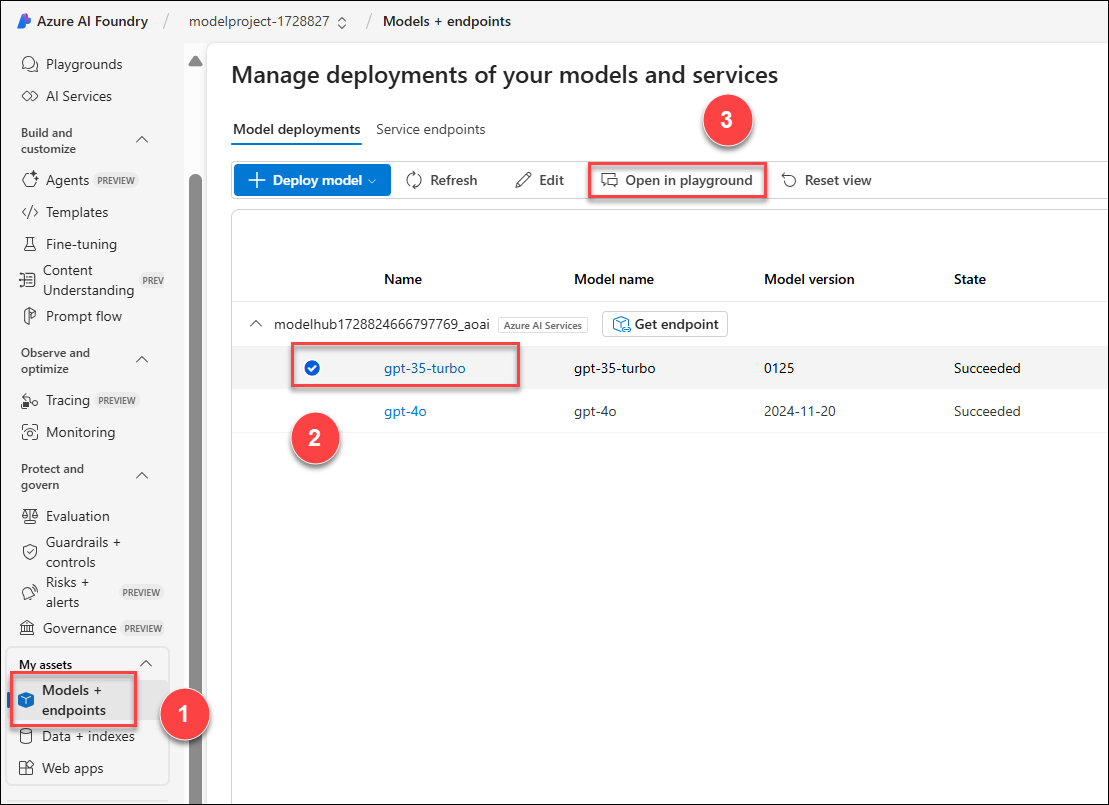 Azure AI Foundry / modelproject-1728827 / Models + endpoints
Playgrounds
AI Services
Build and
customize
Agents PREVIEW
Templates
Fine-tuning
Content
Understanding PREV
Prompt flow
Observe and
optimize
Tracing PREVIEW
Monitoring
Protect and
govern
Evaluation
Guardrails +
controls
Risks +
alerts PREVIEW
Governance PREVIEW
My assets
Models +
endpoints
1
Data + indexes
Web apps
Manage deployments of your models and services
3
Model deployments Service endpoints
Deploy model Refresh Edit Open in playground Reset view
Name Model name Model version State
modelhub1728824666797769_aoai Azure AI Services Get endpoint
gpt-35-turbo gpt-35-turbo 0125 Succeeded
gpt-4o gpt-4o 2024-11-20 Succeeded
2